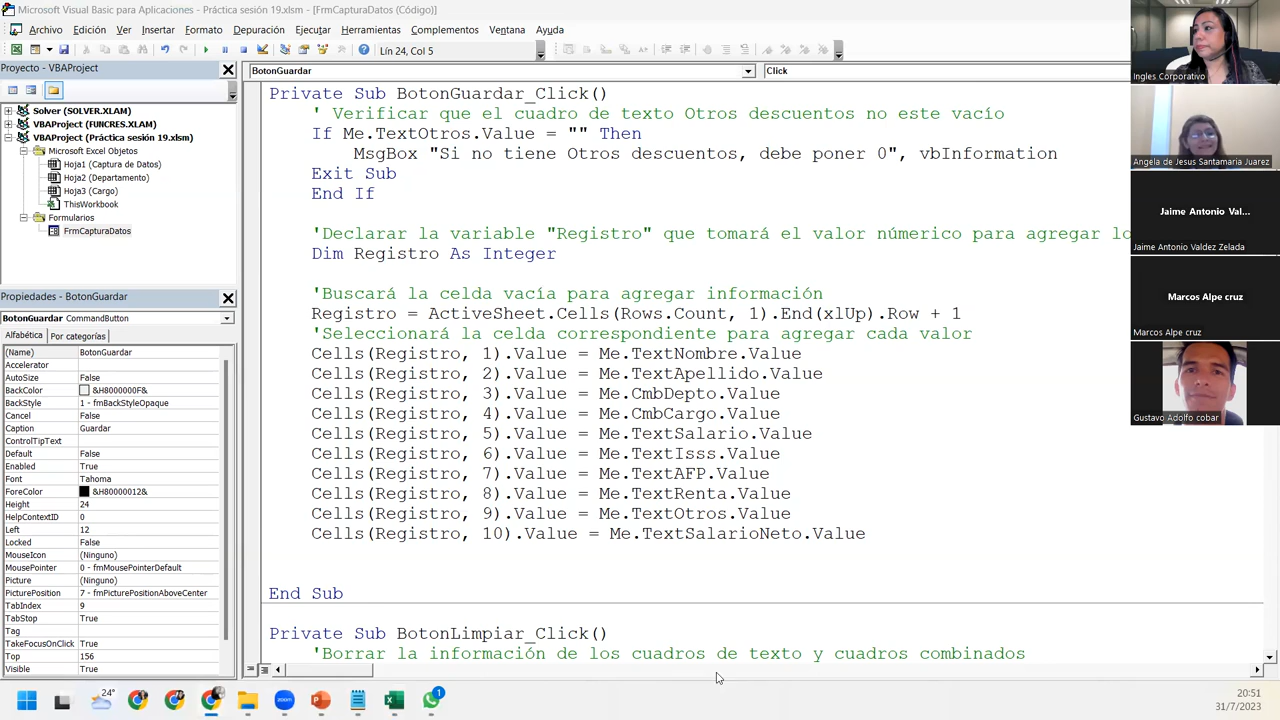 Microsoft Visual Basic para Aplicaciones - Práctica sesión 19.xlsm - [FrmCapturaDatos (Código)]
Archivo Edición Ver Insertar Formato Depuración Ejecutar Herramientas Complementos Ventana Ayuda
Lín 24, Col 5
Proyecto - VBAProject
Solver (SOLVER.XLAM)
VBAProject (FUNCRES.XLAM)
VBAProject (Práctica sesión 19.xlsm)
Microsoft Excel Objetos
Hoja1 (Captura de Datos)
Hoja2 (Departamento)
Hoja3 (Cargo)
ThisWorkbook
Formularios
FrmCapturaDatos
Propiedades - BotonGuardar
BotonGuardar CommandButton
Alfabética Por categorías
(Name) BotonGuardar
Accelerator
AutoSize False
BackColor &H8000000F&
BackStyle 1 - fmBackStyleOpaque
Cancel False
Caption Guardar
ControlTipText
Default False
Enabled True
Font Tahoma
ForeColor &H80000012&
Height 24
HelpContextID 0
Left 12
Locked False
MouseIcon (Ninguno)
MousePointer 0 - fmMousePointerDefault
Picture (Ninguno)
PicturePosition 7 - fmPicturePositionAboveCenter
TabIndex 9
TabStop True
Tag
TakeFocusOnClick True
Top 156
Visible True
BotonGuardar Click
Private Sub BotonGuardar_Click()
' Verificar que el cuadro de texto Otros descuentos no este vacío
If Me.TextOtros.Value = "" Then
MsgBox "Si no tiene Otros descuentos, debe poner 0", vbInformation
Exit Sub
End If
'Declarar la variable "Registro" que tomará el valor númerico para agregar lo
Dim Registro As Integer
'Buscará la celda vacía para agregar información
Registro = ActiveSheet.Cells(Rows.Count, 1).End(xlUp).Row + 1
'Seleccionará la celda correspondiente para agregar cada valor
Cells(Registro, 1).Value = Me.TextNombre.Value
Cells(Registro, 2).Value = Me.TextApellido.Value
Cells(Registro, 3).Value = Me.CmbDepto.Value
Cells(Registro, 4).Value = Me.CmbCargo.Value
Cells(Registro, 5).Value = Me.TextSalario.Value
Cells(Registro, 6).Value = Me.TextIsss.Value
Cells(Registro, 7).Value = Me.TextAFP.Value
Cells(Registro, 8).Value = Me.TextRenta.Value
Cells(Registro, 9).Value = Me.TextOtros.Value
Cells(Registro, 10).Value = Me.TextSalarioNeto.Value
End Sub
Private Sub BotonLimpiar_Click()
'Borrar la información de los cuadros de texto y cuadros combinados
Ingles Corporativo
Angela de Jesus Santamaría Juarez
Jaime Antonio Val...
Jaime Antonio Valdez Zelada
Marcos Alpe cruz
Marcos Alpe cruz
Gustavo Adolfo cobar
24°
zoom
1
20:51
31/7/2023